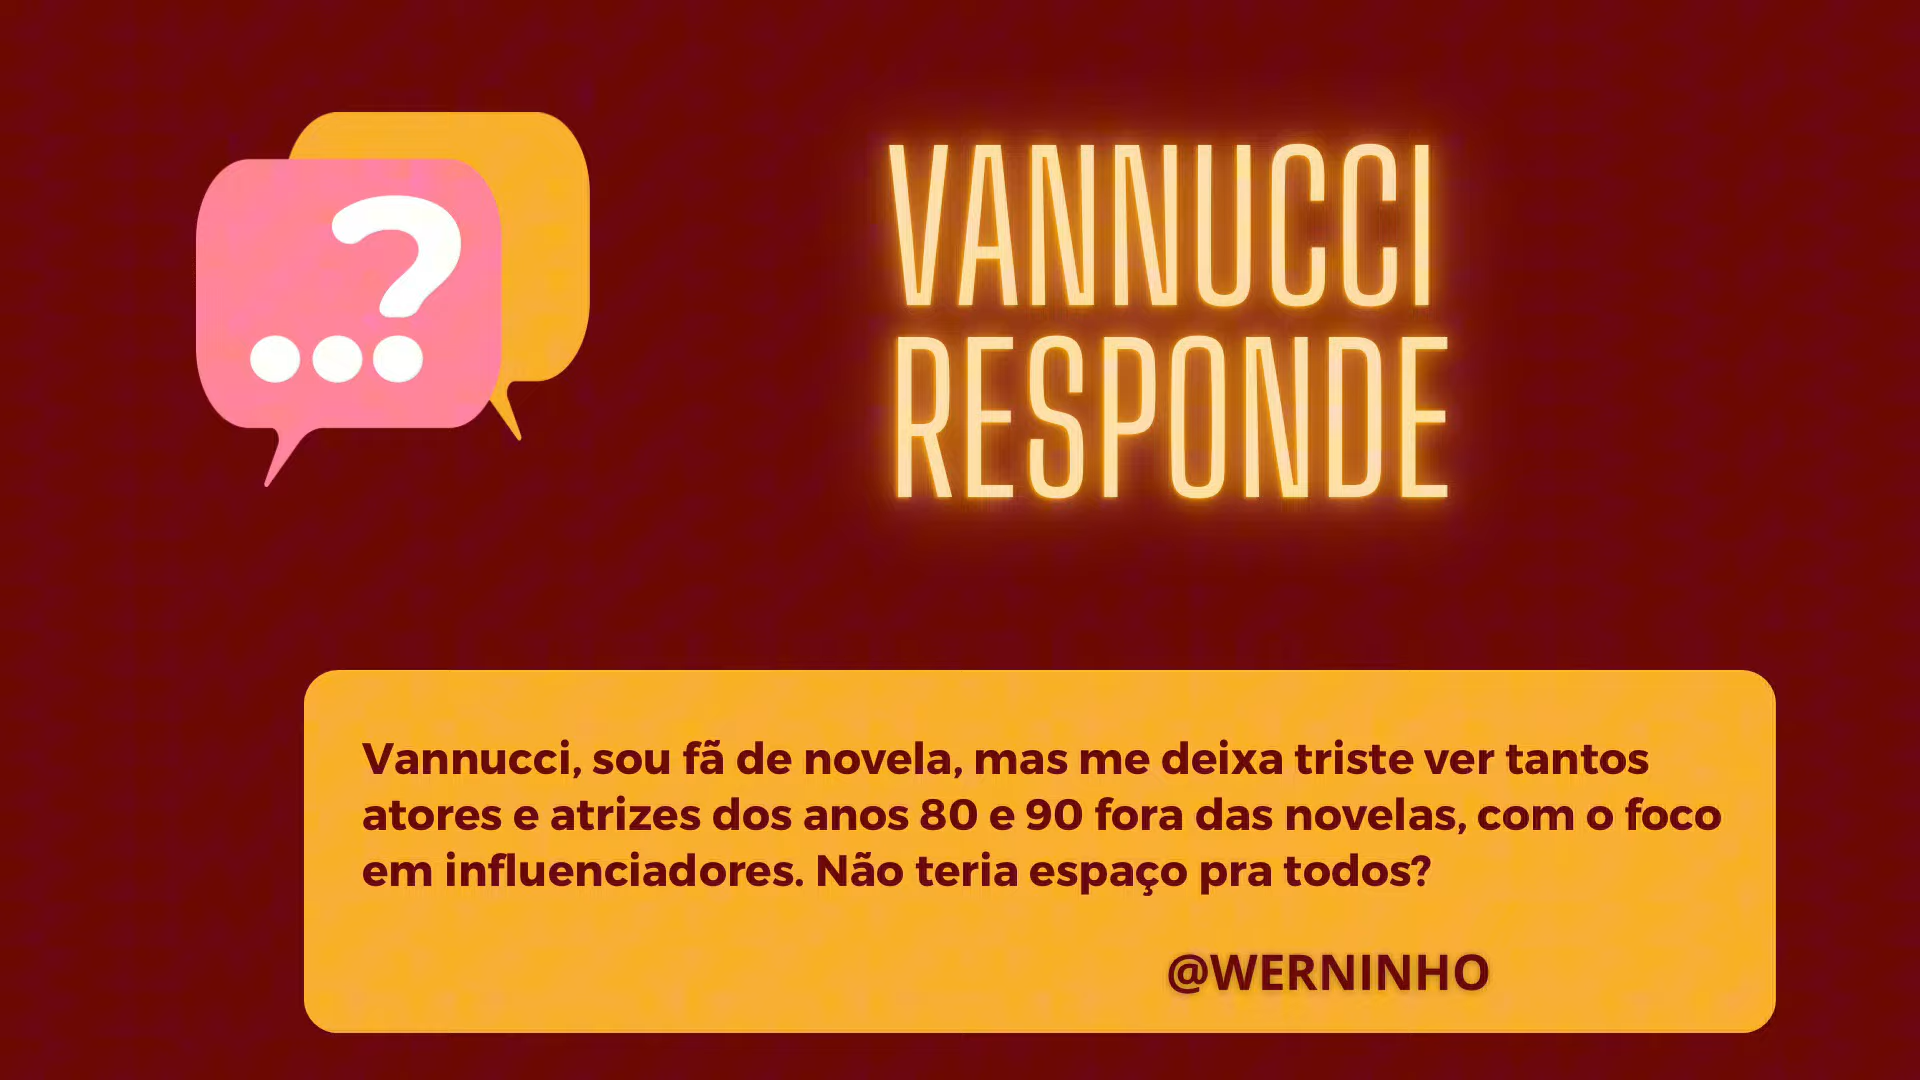 VANNUCCI
RESPONDE
Vannucci, sou fã de novela, mas me deixa triste ver tantos
atores e atrizes dos anos 80 e 90 fora das novelas, com o foco
em influenciadores. Não teria espaço pra todos?
@WERNINHO